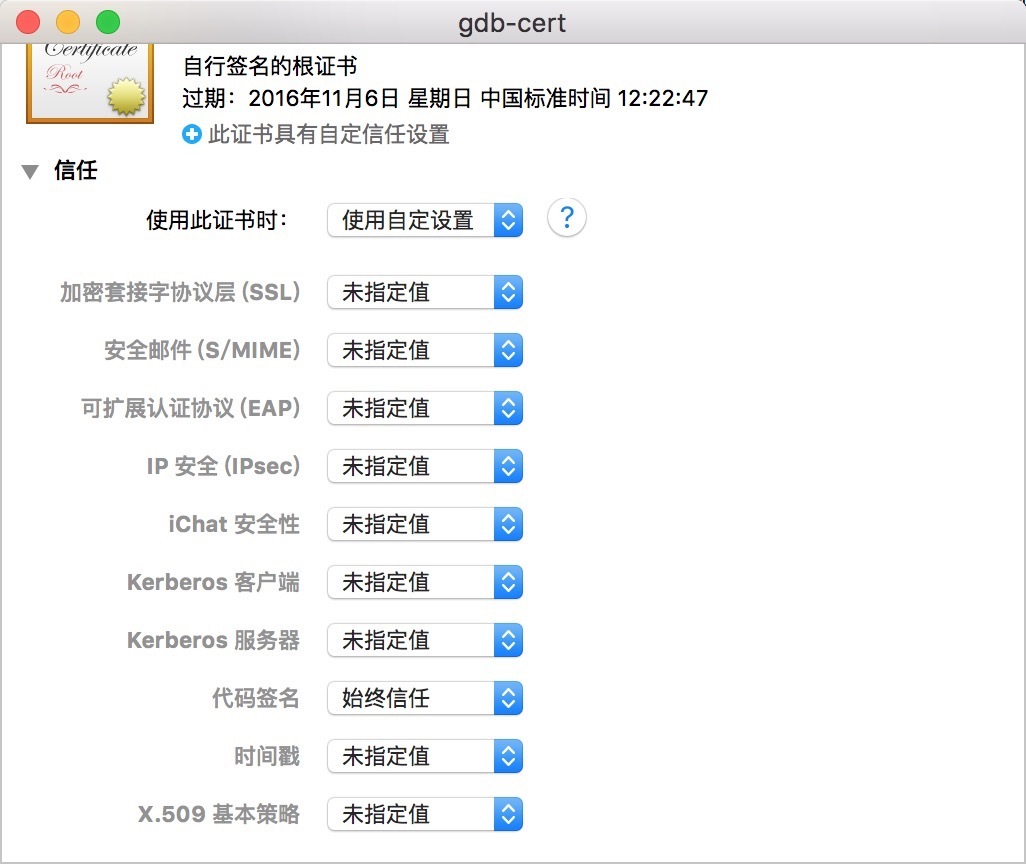 gdb-cert
Certificate
Root
自行签名的根证书
过期：2016年11月6日 星期日 中国标准时间 12:22:47
此证书具有自定信任设置
信任
使用此证书时： 使用自定设置 ?
加密套接字协议层 (SSL) 未指定值
安全邮件 (S/MIME) 未指定值
可扩展认证协议 (EAP) 未指定值
IP 安全 (IPsec) 未指定值
iChat 安全性 未指定值
Kerberos 客户端 未指定值
Kerberos 服务器 未指定值
代码签名 始终信任
时间戳 未指定值
X.509 基本策略 未指定值